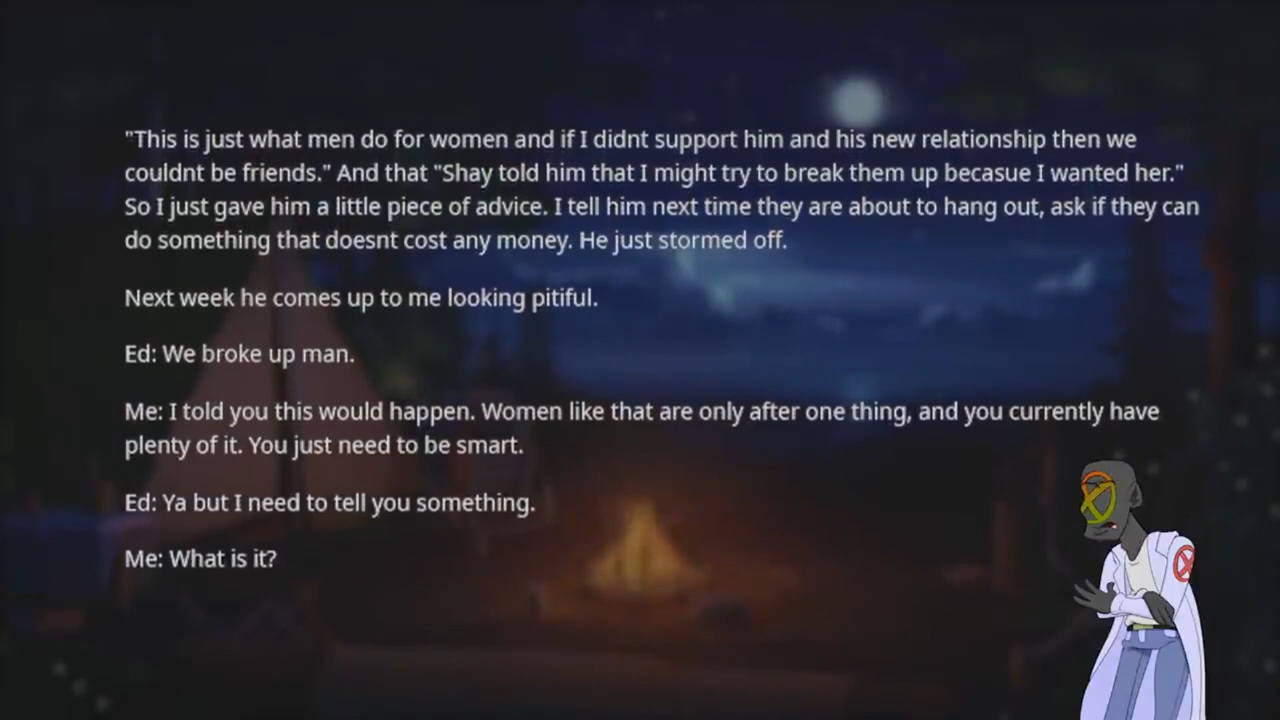 "This is just what men do for women and if I didnt support him and his new relationship then we
couldnt be friends." And that "Shay told him that I might try to break them up becasue I wanted her."
So I just gave him a little piece of advice. I tell him next time they are about to hang out, ask if they can
do something that doesnt cost any money. He just stormed off.
Next week he comes up to me looking pitiful.
Ed: We broke up man.
Me: I told you this would happen. Women like that are only after one thing, and you currently have
plenty of it. You just need to be smart.
Ed: Ya but I need to tell you something.
Me: What is it?